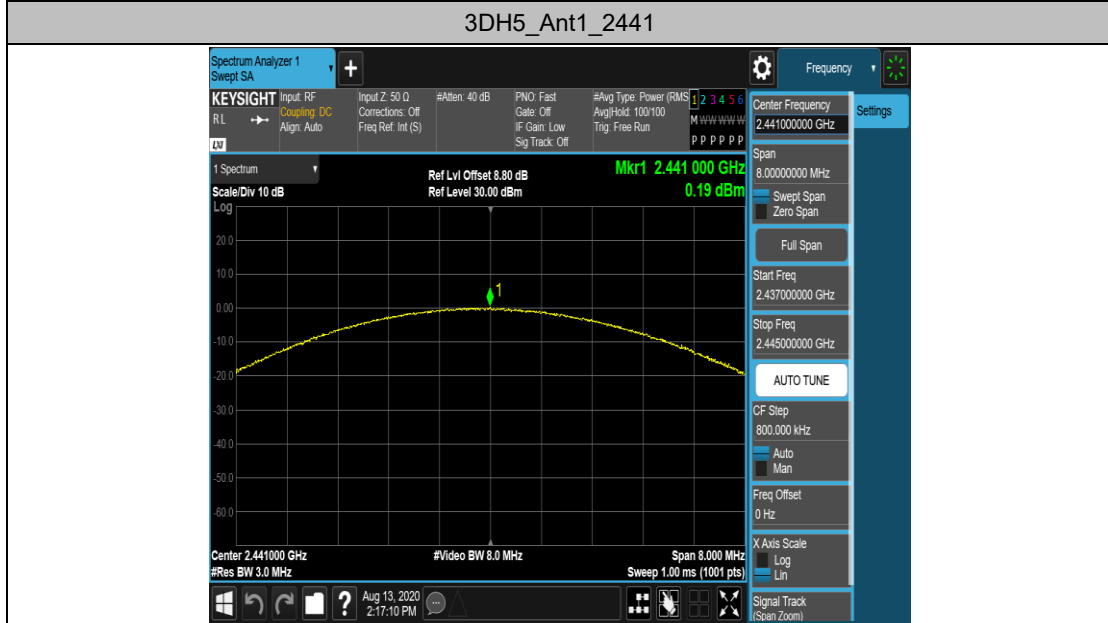 3DH5_Ant1_2441
Spectrum Analyzer 1
Swept SA
Frequency
KEYSIGHT
RL
LXI
Input: RF
Coupling: DC
Align: Auto
Input Z: 50 Ω
Corrections: Off
Freq Ref: Int (S)
#Atten: 40 dB
PNO: Fast
Gate: Off
IF Gain: Low
Sig Track: Off
#Avg Type: Power (RMS
Avg|Hold: 100/100
Trig: Free Run
1 2 3 4 5 6
M W W W W W
P P P P P P
1 Spectrum
Scale/Div 10 dB
Log
Ref Lvl Offset 8.80 dB
Ref Level 30.00 dBm
Mkr1 2.441 000 GHz
0.19 dBm
20.0
10.0
0.00
-10.0
-20.0
-30.0
-40.0
-50.0
-60.0
1
Center 2.441000 GHz
#Res BW 3.0 MHz
#Video BW 8.0 MHz
Span 8.000 MHz
Sweep 1.00 ms (1001 pts)
Aug 13, 2020
2:17:10 PM
Center Frequency
2.441000000 GHz
Settings
Span
8.00000000 MHz
Swept Span
Zero Span
Full Span
Start Freq
2.437000000 GHz
Stop Freq
2.445000000 GHz
AUTO TUNE
CF Step
800.000 kHz
Auto
Man
Freq Offset
0 Hz
X Axis Scale
Log
Lin
Signal Track
(Span Zoom)